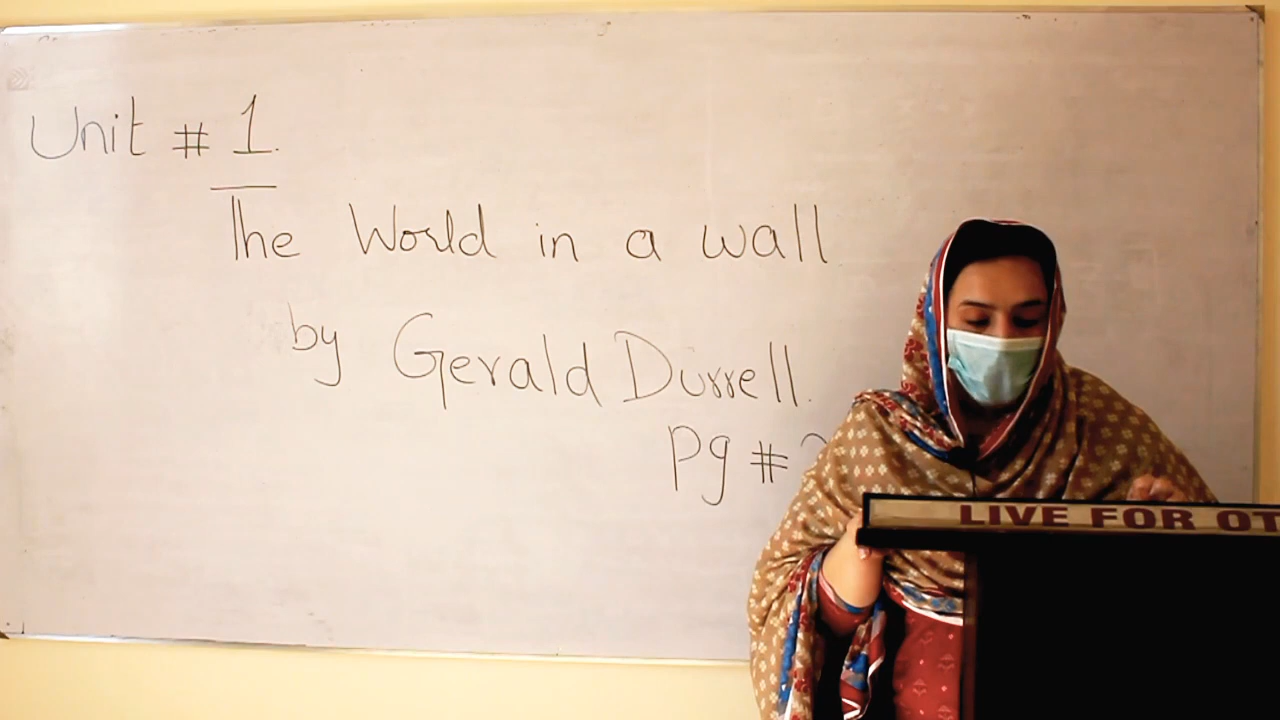 Unit # 1.
The World in a wall
by Gerald Durrell.
Pg #
LIVE FOR OT